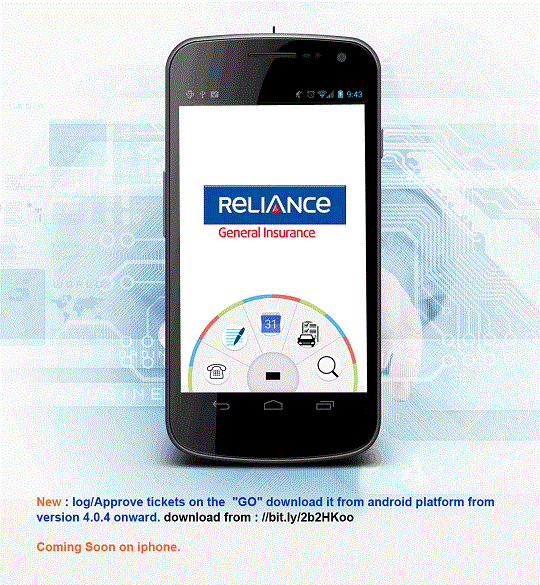 9:43
RELIANCE
General Insurance
31
New : log/Approve tickets on the "GO" download it from android platform from
version 4.0.4 onward. download from : //bit.ly/2b2HKoo
Coming Soon on iphone.